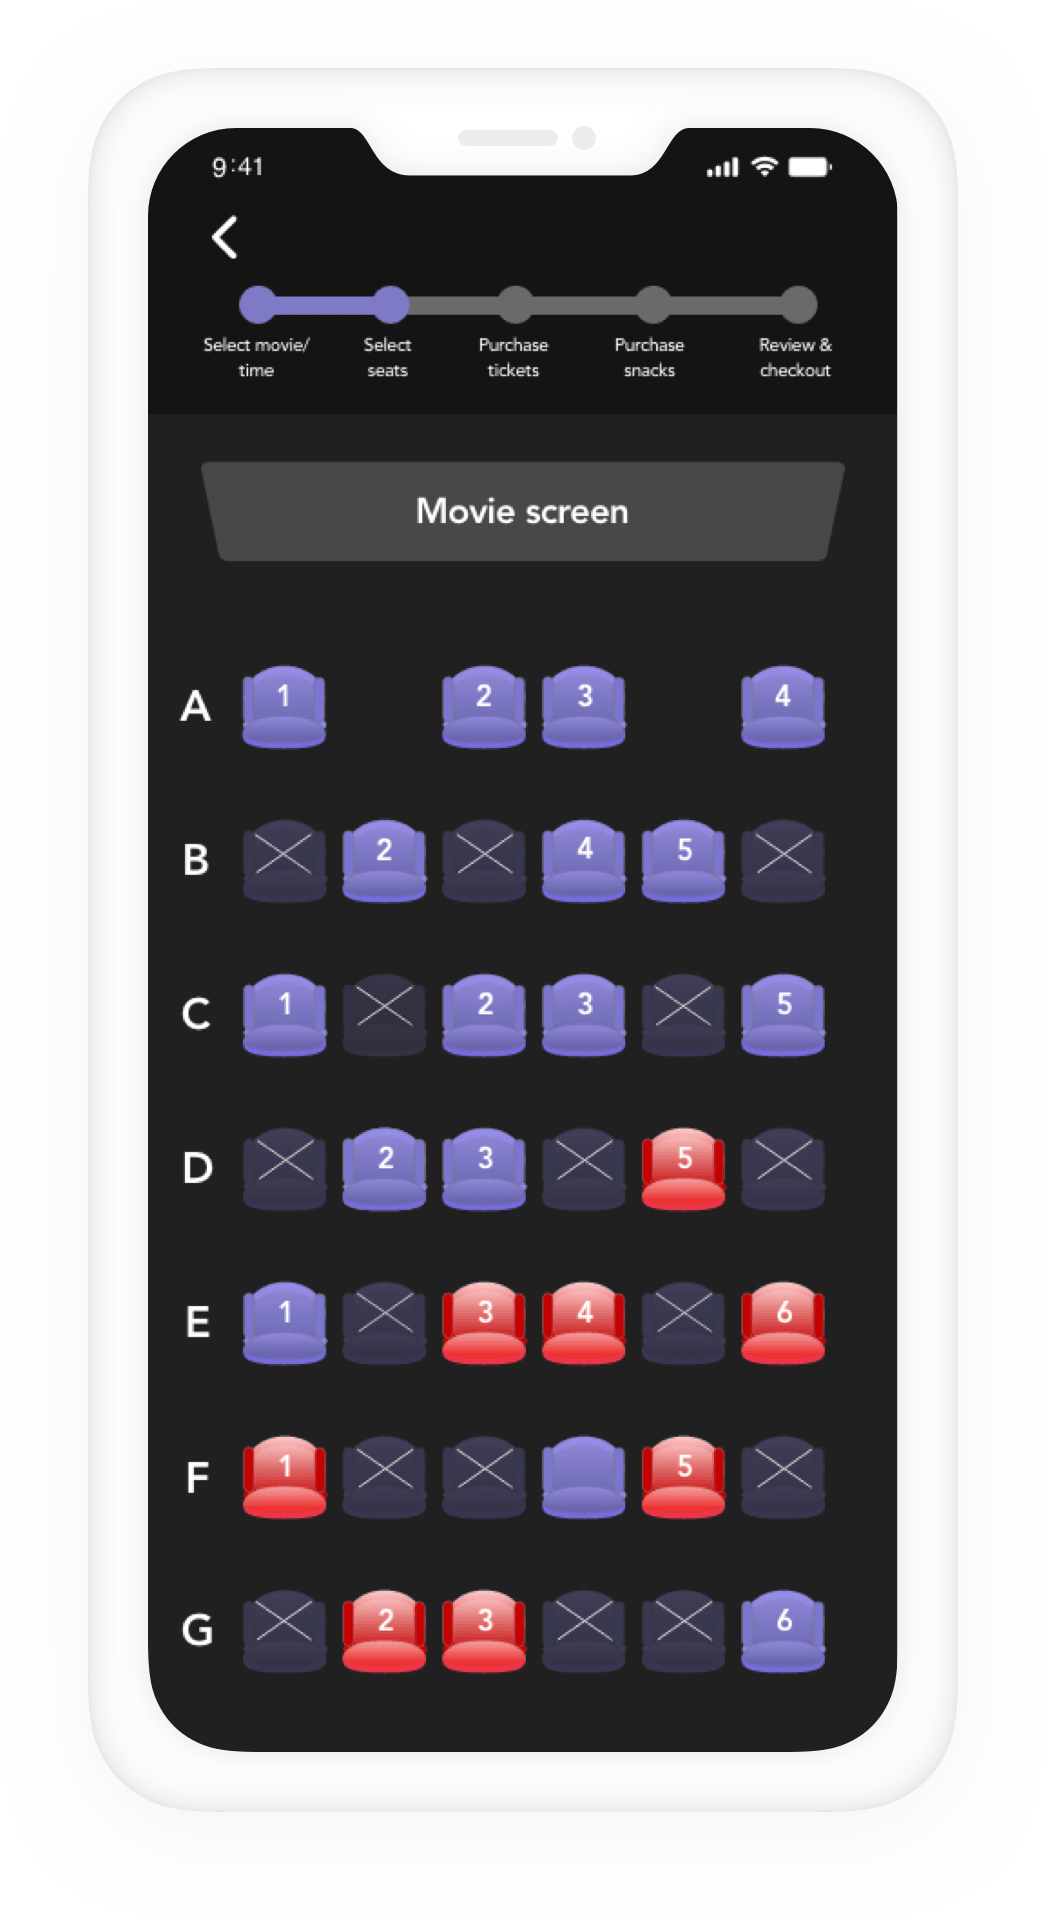 9:41
Select movie/ Select Purchase Purchase Review &
time seats tickets snacks checkout
Movie screen
A 1 2 3 4
B 2 4 5
C 1 2 3 5
D 2 3 5
E 1 3 4 6
F 1 5
G 2 3 6